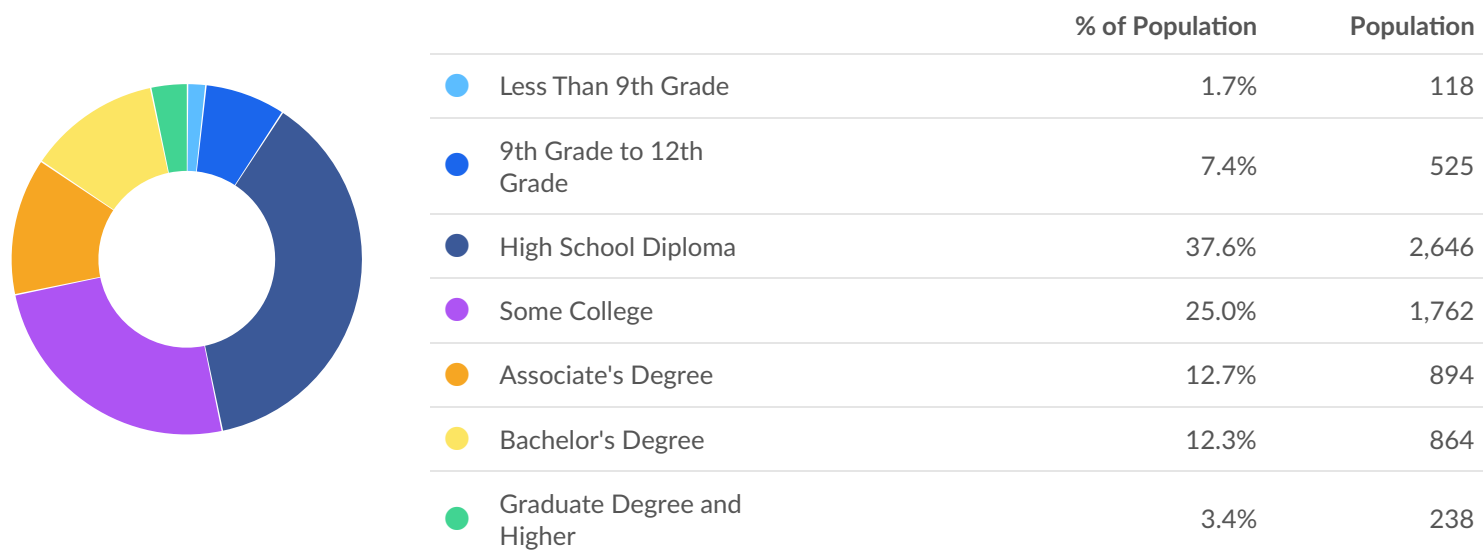 % of Population Population
Less Than 9th Grade 1.7% 118
9th Grade to 12th
Grade 7.4% 525
High School Diploma 37.6% 2,646
Some College 25.0% 1,762
Associate's Degree 12.7% 894
Bachelor's Degree 12.3% 864
Graduate Degree and
Higher 3.4% 238